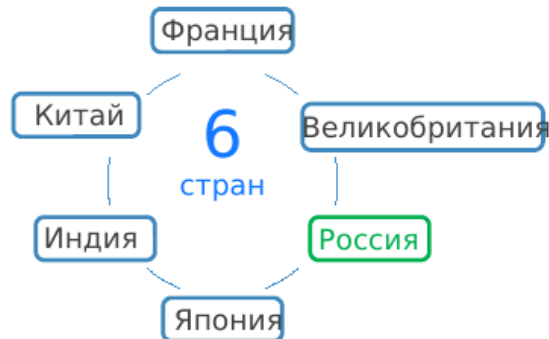 Франция
Китай
Великобритания
6
стран
Индия
Россия
Япония